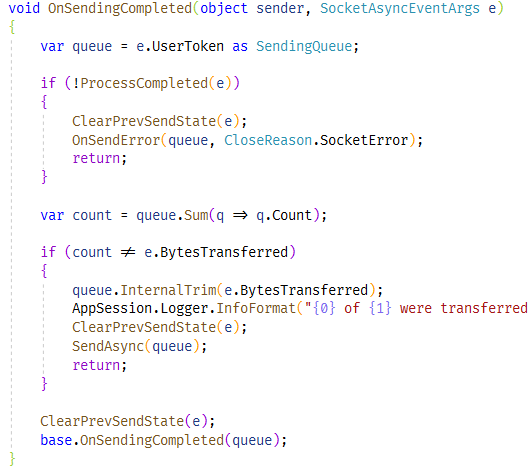 void OnSendingCompleted(object sender, SocketAsyncEventArgs e)
{
    var queue = e.UserToken as SendingQueue;

    if (!ProcessCompleted(e))
    {
        ClearPrevSendState(e);
        OnSendError(queue, CloseReason.SocketError);
        return;
    }

    var count = queue.Sum(q => q.Count);

    if (count != e.BytesTransferred)
    {
        queue.InternalTrim(e.BytesTransferred);
        AppSession.Logger.InfoFormat("{0} of {1} were transferred
        ClearPrevSendState(e);
        SendAsync(queue);
        return;
    }

    ClearPrevSendState(e);
    base.OnSendingCompleted(queue);
}